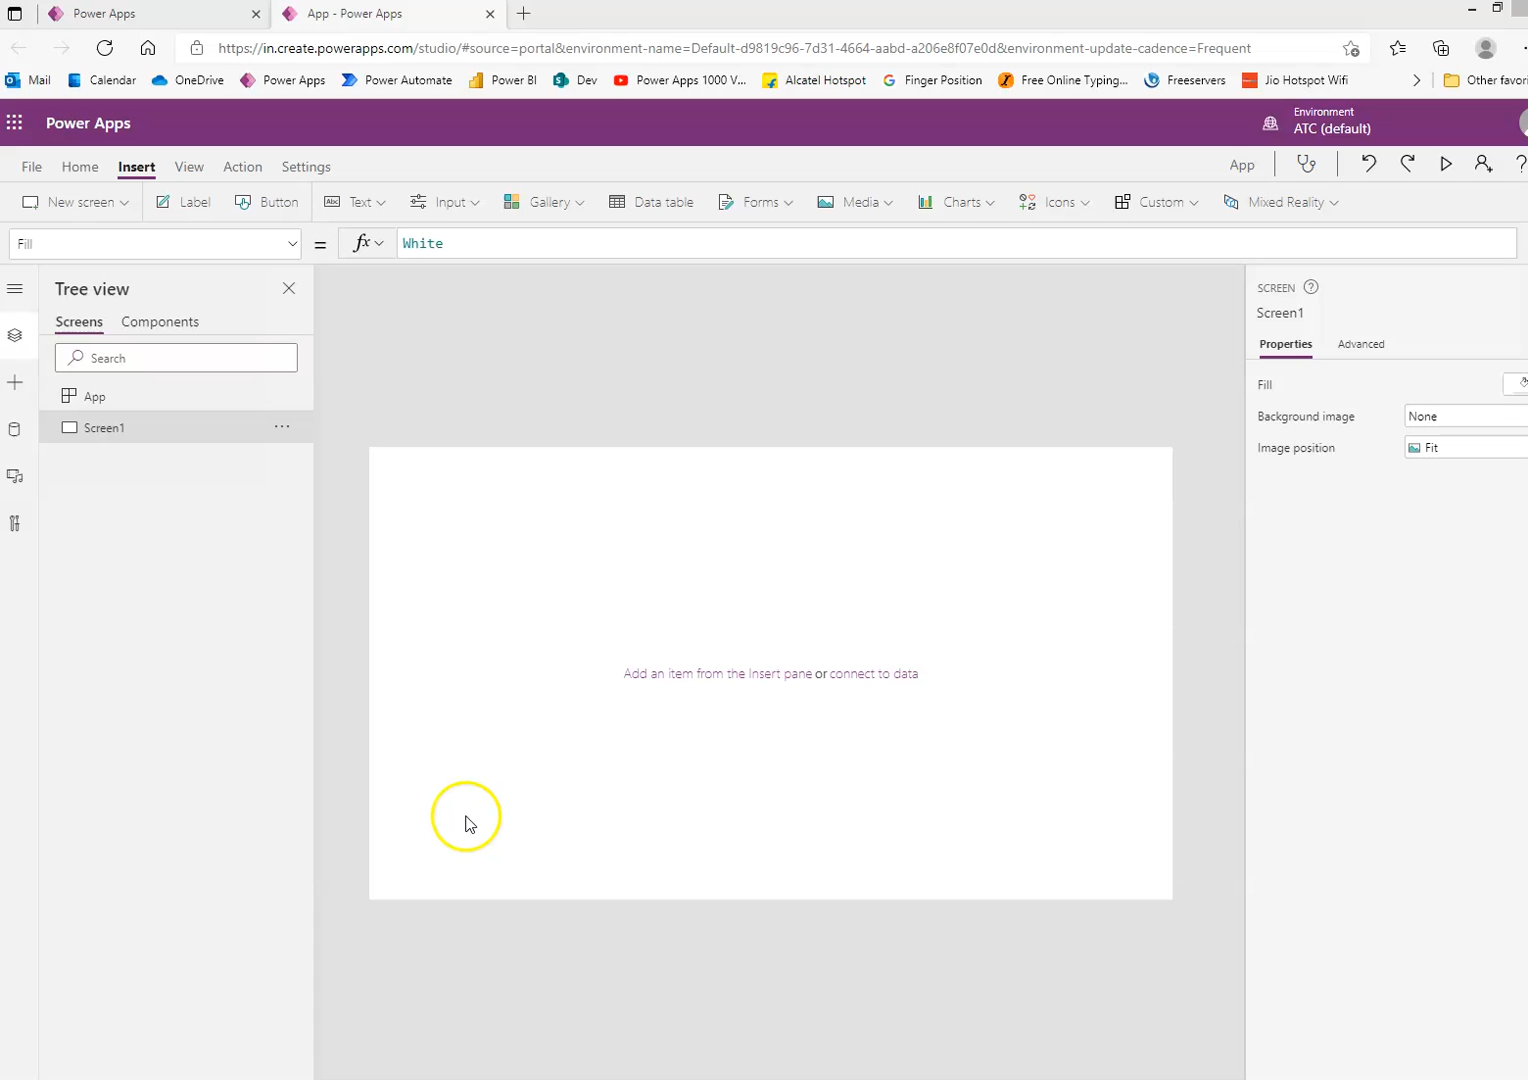 Power Apps
App - Power Apps
https://in.create.powerapps.com/studio/#source=portal&environment-name=Default-d9819c96-7d31-4664-aabd-a206e8f07e0d&environment-update-cadence=Frequent
Mail Calendar OneDrive Power Apps Power Automate Power BI Dev Power Apps 1000 V... Alcatel Hotspot Finger Position Free Online Typing... Freeservers Jio Hotspot Wifi Other favori
Power Apps
Environment
ATC (default)
File Home Insert View Action Settings App
New screen Label Button Abc Text Input Gallery Data table Forms Media Charts Icons Custom Mixed Reality
Fill = fx White
Tree view
Screens Components
Search
App
Screen1
Add an item from the Insert pane or connect to data
SCREEN
Screen1
Properties Advanced
Fill
Background image None
Image position Fit